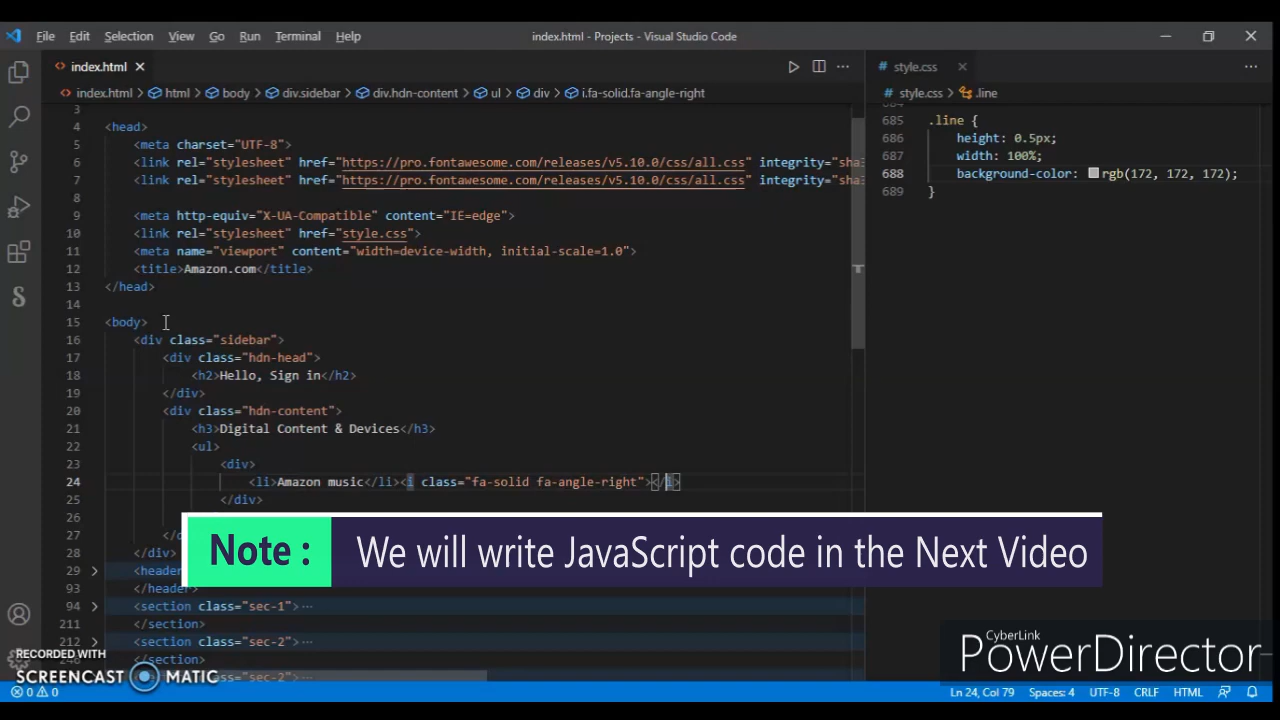 File Edit Selection View Go Run Terminal Help index.html - Projects - Visual Studio Code
index.html
# style.css
index.html > html > body > div.sidebar > div.hdn-content > ul > div > i.fa-solid.fa-angle-right
# style.css > .line
3
4 <head>
5 <meta charset="UTF-8">
6 <link rel="stylesheet" href="https://pro.fontawesome.com/releases/v5.10.0/css/all.css" integrity="sha
7 <link rel="stylesheet" href="https://pro.fontawesome.com/releases/v5.10.0/css/all.css" integrity="sha
8
9 <meta http-equiv="X-UA-Compatible" content="IE=edge">
10 <link rel="stylesheet" href="style.css">
11 <meta name="viewport" content="width=device-width, initial-scale=1.0">
12 <title>Amazon.com</title>
13 </head>
14
15 <body>
16 <div class="sidebar">
17 <div class="hdn-head">
18 <h2>Hello, Sign in</h2>
19 </div>
20 <div class="hdn-content">
21 <h3>Digital Content & Devices</h3>
22 <ul>
23 <div>
24 <li>Amazon music</li><i class="fa-solid fa-angle-right"></i>
25 </div>
26
27
28 </div>
29 <header
93 </header>
94 <section class="sec-1">...
211 </section>
212 <section class="sec-2">...
</section>
685 .line {
686 height: 0.5px;
687 width: 100%;
688 background-color: rgb(172, 172, 172);
689 }
Note : We will write JavaScript code in the Next Video
CyberLink
PowerDirector
RECORDED WITH
SCREENCAST MATIC
0 0 Ln 24, Col 79 Spaces: 4 UTF-8 CRLF HTML